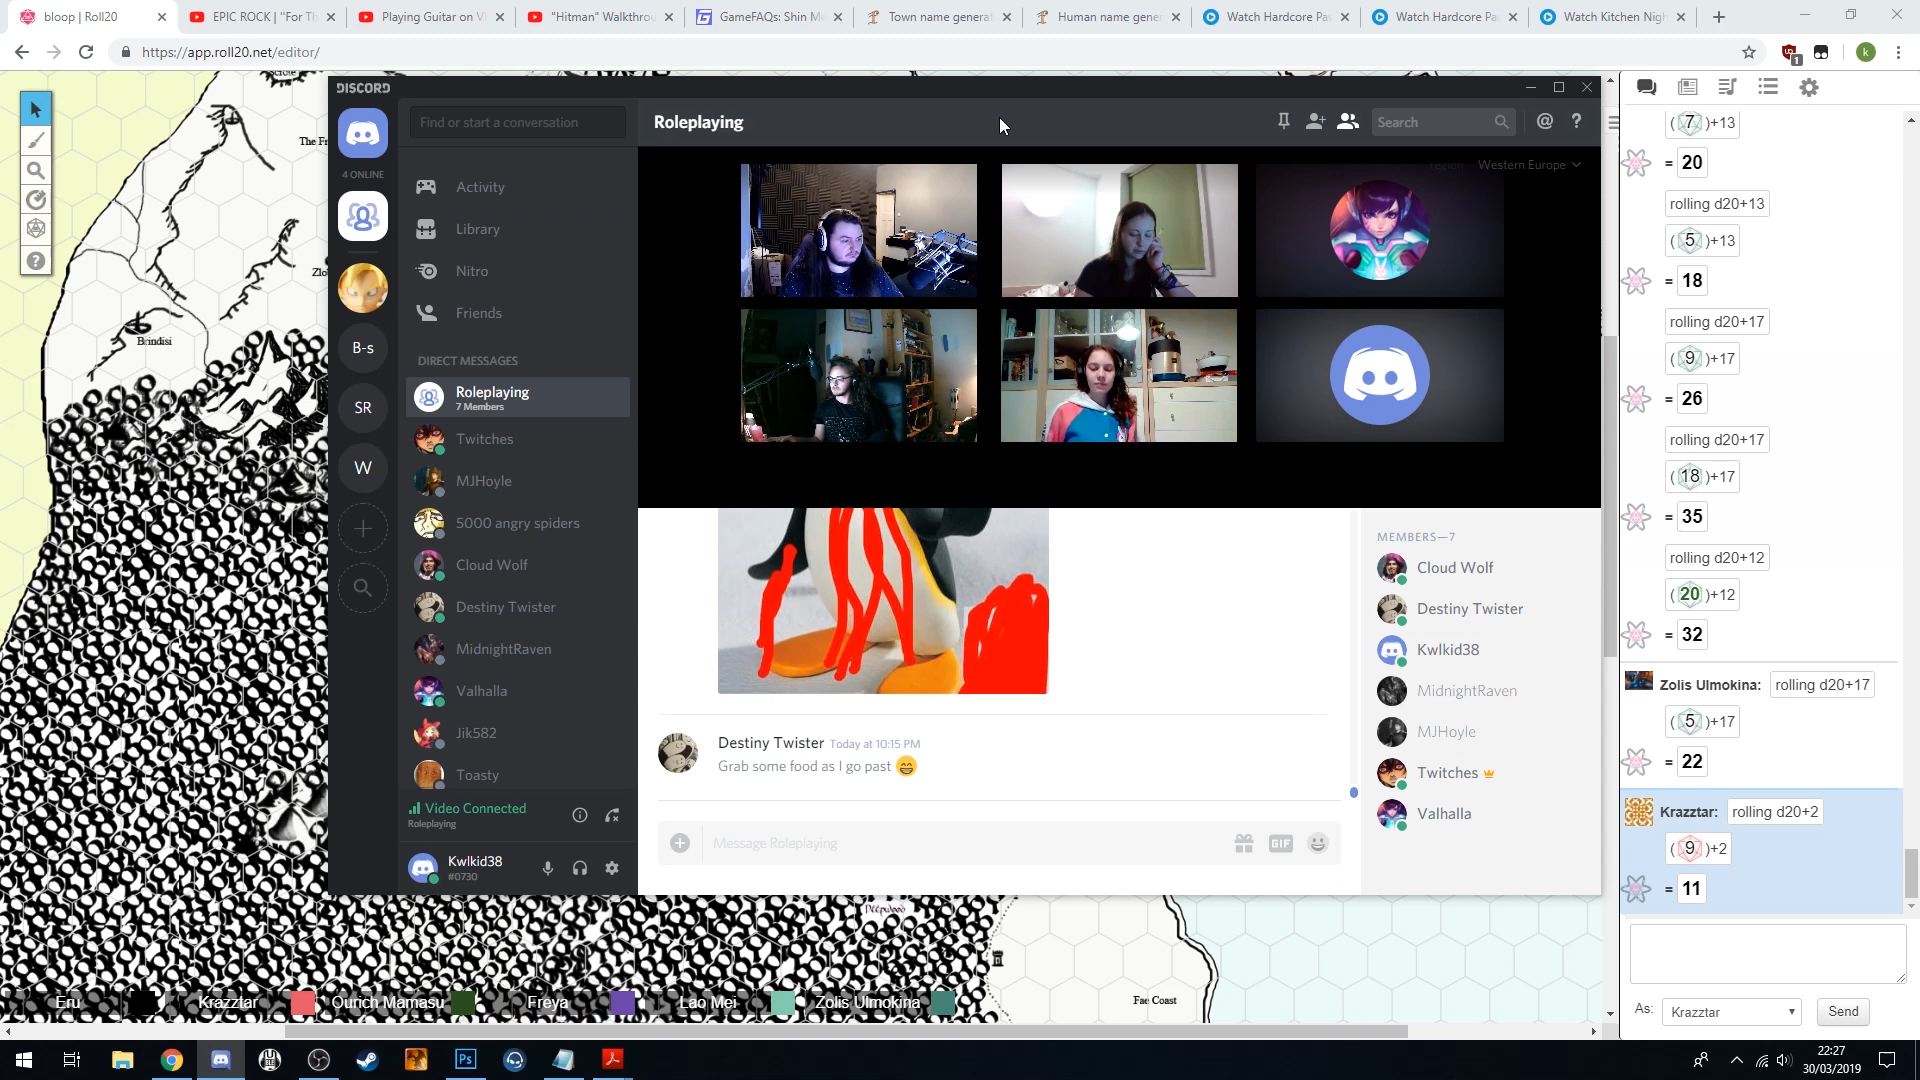 bloop | Roll20
EPIC ROCK | "For Th
Playing Guitar on V
"Hitman" Walkthrou
GameFAQs: Shin M
Town name generat
Human name gene
Watch Hardcore Pa
Watch Hardcore Pa
Watch Kitchen Nigh
https://app.roll20.net/editor/
k
1
DISCORD
4 ONLINE
B-s
SR
W
Find or start a conversation
Activity
Library
Nitro
Friends
DIRECT MESSAGES
Roleplaying
7 Members
Twitches
MJHoyle
5000 angry spiders
Cloud Wolf
Destiny Twister
MidnightRaven
Valhalla
Jik582
Toasty
Video Connected
Roleplaying
Kwlkid38
#0730
Roleplaying
Search
region Western Europe
Destiny Twister Today at 10:15 PM
Grab some food as I go past
Message Roleplaying
GIF
MEMBERS—7
Cloud Wolf
Destiny Twister
Kwlkid38
MidnightRaven
MJHoyle
Twitches
Valhalla
Brindisi
Fae Coast
Eru
Krazztar
Ourich Mamasu
Freya
Lao Mei
Zolis Ulmokina
(7)+13
= 20
rolling d20+13
(5)+13
= 18
rolling d20+17
(9)+17
= 26
rolling d20+17
(18)+17
= 35
rolling d20+12
(20)+12
= 32
Zolis Ulmokina: rolling d20+17
(5)+17
= 22
Krazztar: rolling d20+2
(9)+2
= 11
As: Krazztar
Send
Ps
22:27
30/03/2019